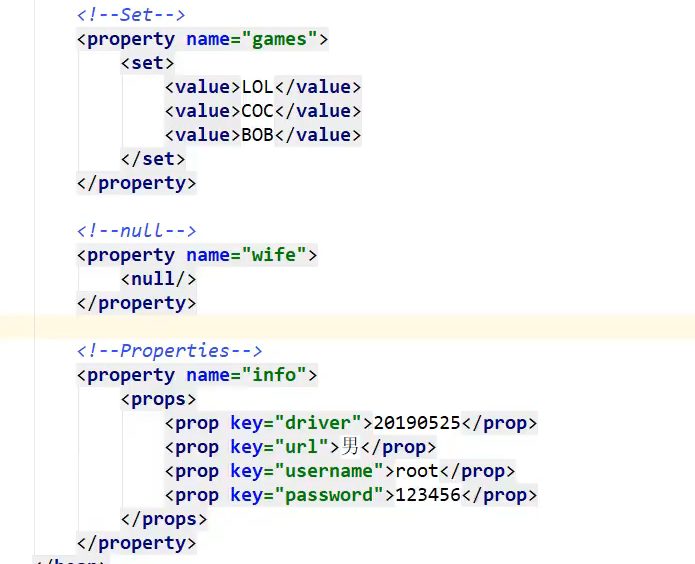 <!--Set-->
<property name="games">
<set>
<value>LOL</value>
<value>COC</value>
<value>BOB</value>
</set>
</property>
<!--null-->
<property name="wife">
<null/>
</property>
<!--Properties-->
<property name="info">
<props>
<prop key="driver">20190525</prop>
<prop key="url">男</prop>
<prop key="username">root</prop>
<prop key="password">123456</prop>
</props>
</property>